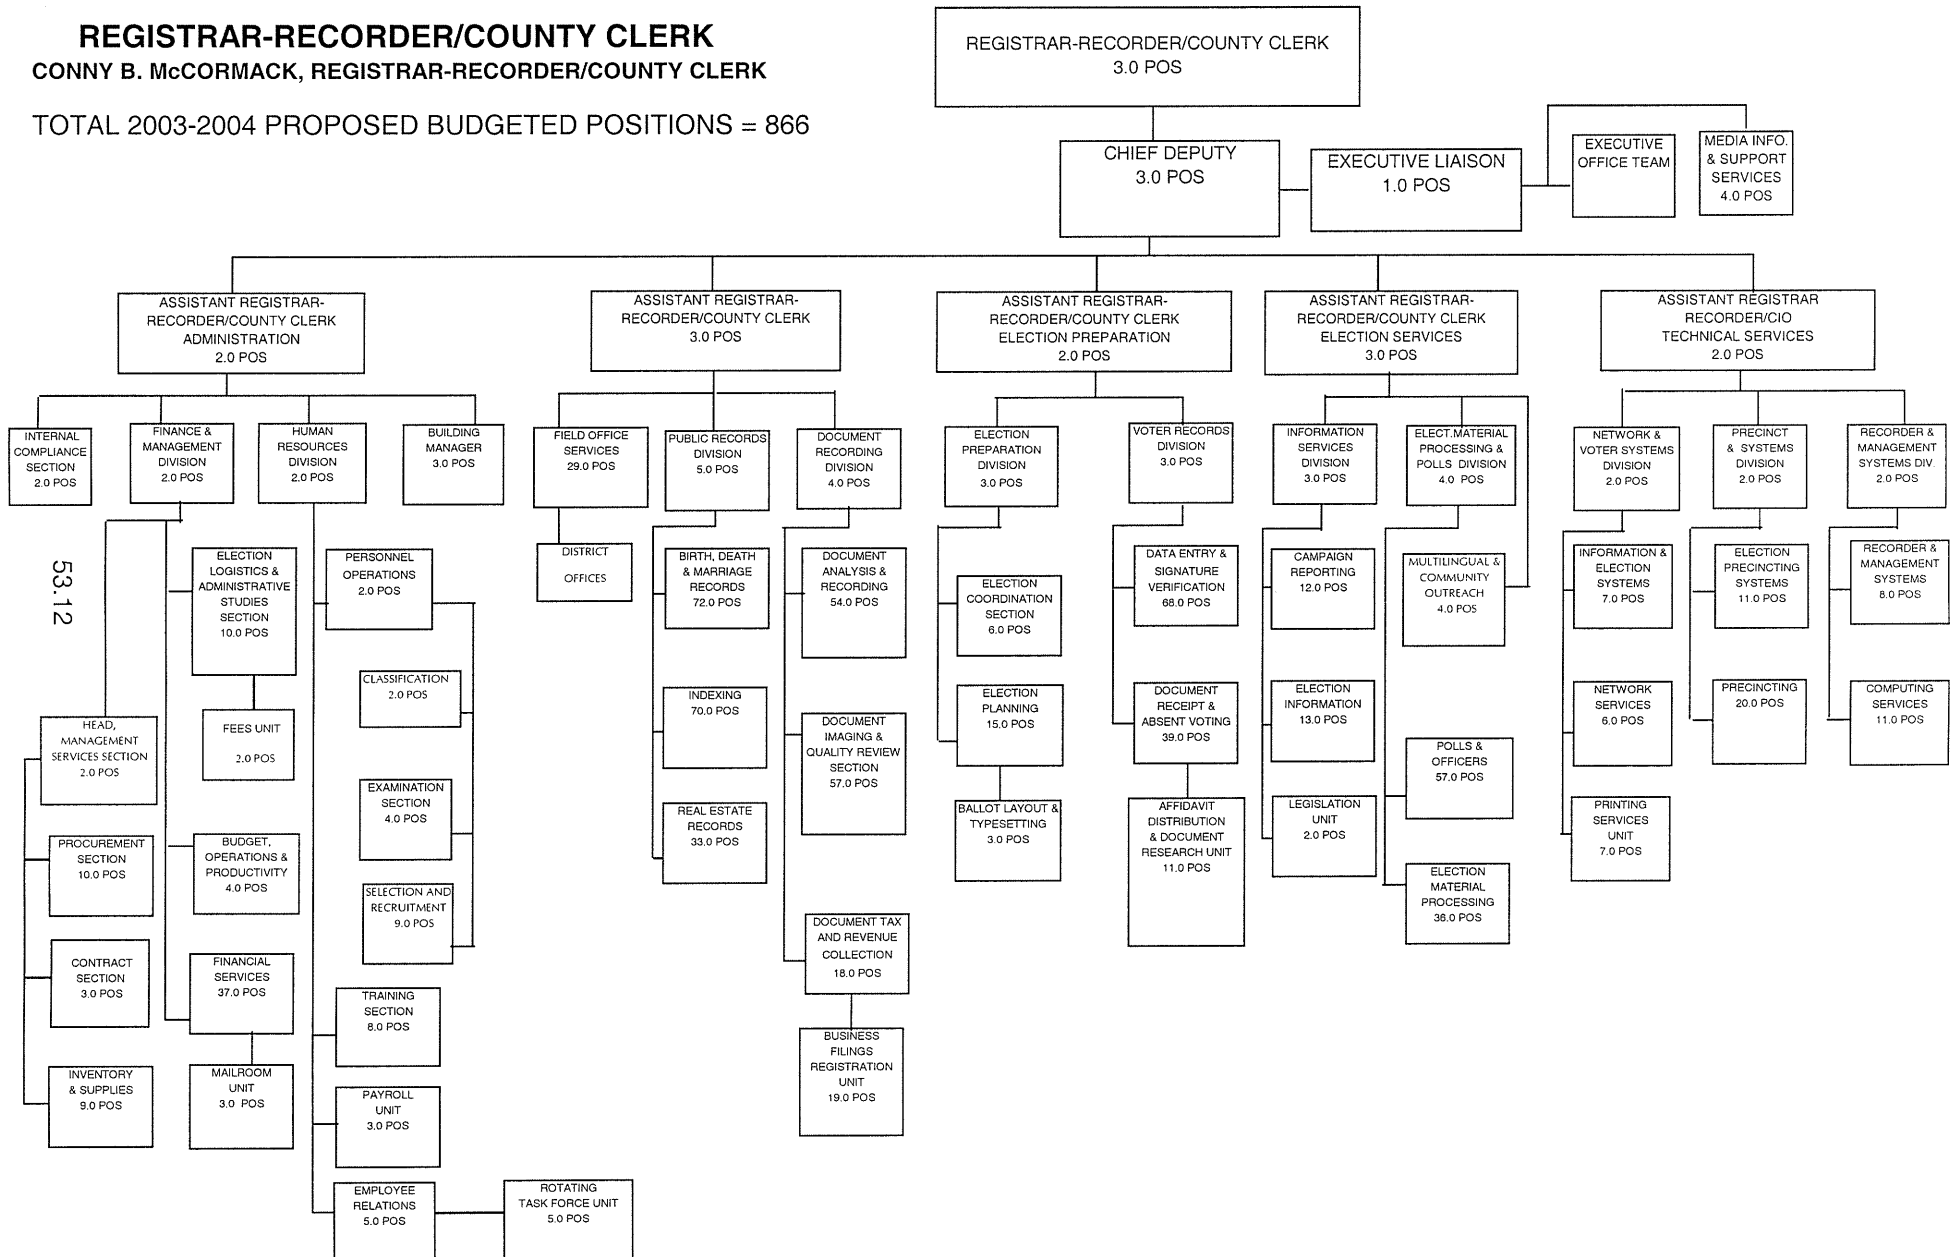 REGISTRAR-RECORDER/COUNTY CLERK
CONNY B. McCORMACK, REGISTRAR-RECORDER/COUNTY CLERK
TOTAL 2003-2004 PROPOSED BUDGETED POSITIONS = 866
REGISTRAR-RECORDER/COUNTY CLERK
3.0 POS
CHIEF DEPUTY
3.0 POS
EXECUTIVE LIAISON
1.0 POS
EXECUTIVE
OFFICE TEAM
MEDIA INFO.
& SUPPORT
SERVICES
4.0 POS
ASSISTANT REGISTRAR-
RECORDER/COUNTY CLERK
ADMINISTRATION
2.0 POS
ASSISTANT REGISTRAR-
RECORDER/COUNTY CLERK
3.0 POS
ASSISTANT REGISTRAR-
RECORDER/COUNTY CLERK
ELECTION PREPARATION
2.0 POS
ASSISTANT REGISTRAR-
RECORDER/COUNTY CLERK
ELECTION SERVICES
3.0 POS
ASSISTANT REGISTRAR
RECORDER/CIO
TECHNICAL SERVICES
2.0 POS
INTERNAL
COMPLIANCE
SECTION
2.0 POS
FINANCE &
MANAGEMENT
DIVISION
2.0 POS
HUMAN
RESOURCES
DIVISION
2.0 POS
BUILDING
MANAGER
3.0 POS
FIELD OFFICE
SERVICES
29.0 POS
PUBLIC RECORDS
DIVISION
5.0 POS
DOCUMENT
RECORDING
DIVISION
4.0 POS
ELECTION
PREPARATION
DIVISION
3.0 POS
VOTER RECORDS
DIVISION
3.0 POS
INFORMATION
SERVICES
DIVISION
3.0 POS
ELECT.MATERIAL
PROCESSING &
POLLS DIVISION
4.0 POS
NETWORK &
VOTER SYSTEMS
DIVISION
2.0 POS
PRECINCT
& SYSTEMS
DIVISION
2.0 POS
RECORDER &
MANAGEMENT
SYSTEMS DIV.
2.0 POS
53.12
ELECTION
LOGISTICS &
ADMINISTRATIVE
STUDIES
SECTION
10.0 POS
FEES UNIT
2.0 POS
HEAD,
MANAGEMENT
SERVICES SECTION
2.0 POS
PROCUREMENT
SECTION
10.0 POS
CONTRACT
SECTION
3.0 POS
INVENTORY
& SUPPLIES
9.0 POS
BUDGET,
OPERATIONS &
PRODUCTIVITY
4.0 POS
FINANCIAL
SERVICES
37.0 POS
MAILROOM
UNIT
3.0 POS
PERSONNEL
OPERATIONS
2.0 POS
CLASSIFICATION
2.0 POS
EXAMINATION
SECTION
4.0 POS
SELECTION AND
RECRUITMENT
9.0 POS
TRAINING
SECTION
8.0 POS
PAYROLL
UNIT
3.0 POS
EMPLOYEE
RELATIONS
5.0 POS
ROTATING
TASK FORCE UNIT
5.0 POS
DISTRICT
OFFICES
BIRTH, DEATH
& MARRIAGE
RECORDS
72.0 POS
INDEXING
70.0 POS
REAL ESTATE
RECORDS
33.0 POS
DOCUMENT
ANALYSIS &
RECORDING
54.0 POS
DOCUMENT
IMAGING &
QUALITY REVIEW
SECTION
57.0 POS
DOCUMENT TAX
AND REVENUE
COLLECTION
18.0 POS
BUSINESS
FILINGS
REGISTRATION
UNIT
19.0 POS
ELECTION
COORDINATION
SECTION
6.0 POS
ELECTION
PLANNING
15.0 POS
BALLOT LAYOUT &
TYPESETTING
3.0 POS
DATA ENTRY &
SIGNATURE
VERIFICATION
68.0 POS
DOCUMENT
RECEIPT &
ABSENT VOTING
39.0 POS
AFFIDAVIT
DISTRIBUTION
& DOCUMENT
RESEARCH UNIT
11.0 POS
CAMPAIGN
REPORTING
12.0 POS
ELECTION
INFORMATION
13.0 POS
LEGISLATION
UNIT
2.0 POS
MULTILINGUAL &
COMMUNITY
OUTREACH
4.0 POS
POLLS &
OFFICERS
57.0 POS
ELECTION
MATERIAL
PROCESSING
36.0 POS
INFORMATION &
ELECTION
SYSTEMS
7.0 POS
NETWORK
SERVICES
6.0 POS
PRINTING
SERVICES
UNIT
7.0 POS
ELECTION
PRECINCTING
SYSTEMS
11.0 POS
PRECINCTING
20.0 POS
RECORDER &
MANAGEMENT
SYSTEMS
8.0 POS
COMPUTING
SERVICES
11.0 POS